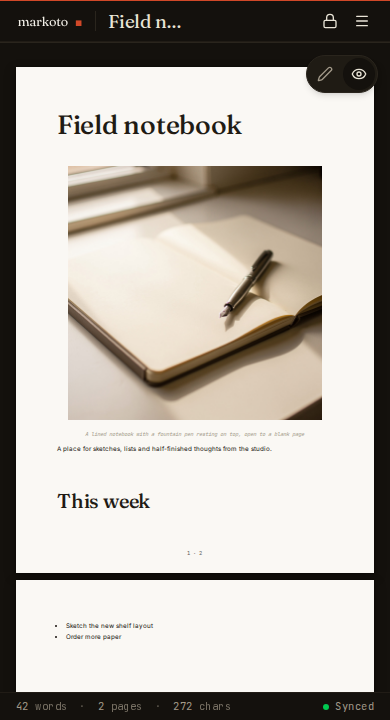 markoto
Field n...
Field notebook
A lined notebook with a fountain pen resting on top, open to a blank page
A place for sketches, lists and half-finished thoughts from the studio.
This week
1 - 2
• Sketch the new shelf layout
• Order more paper
42 words · 2 pages · 272 chars
Synced